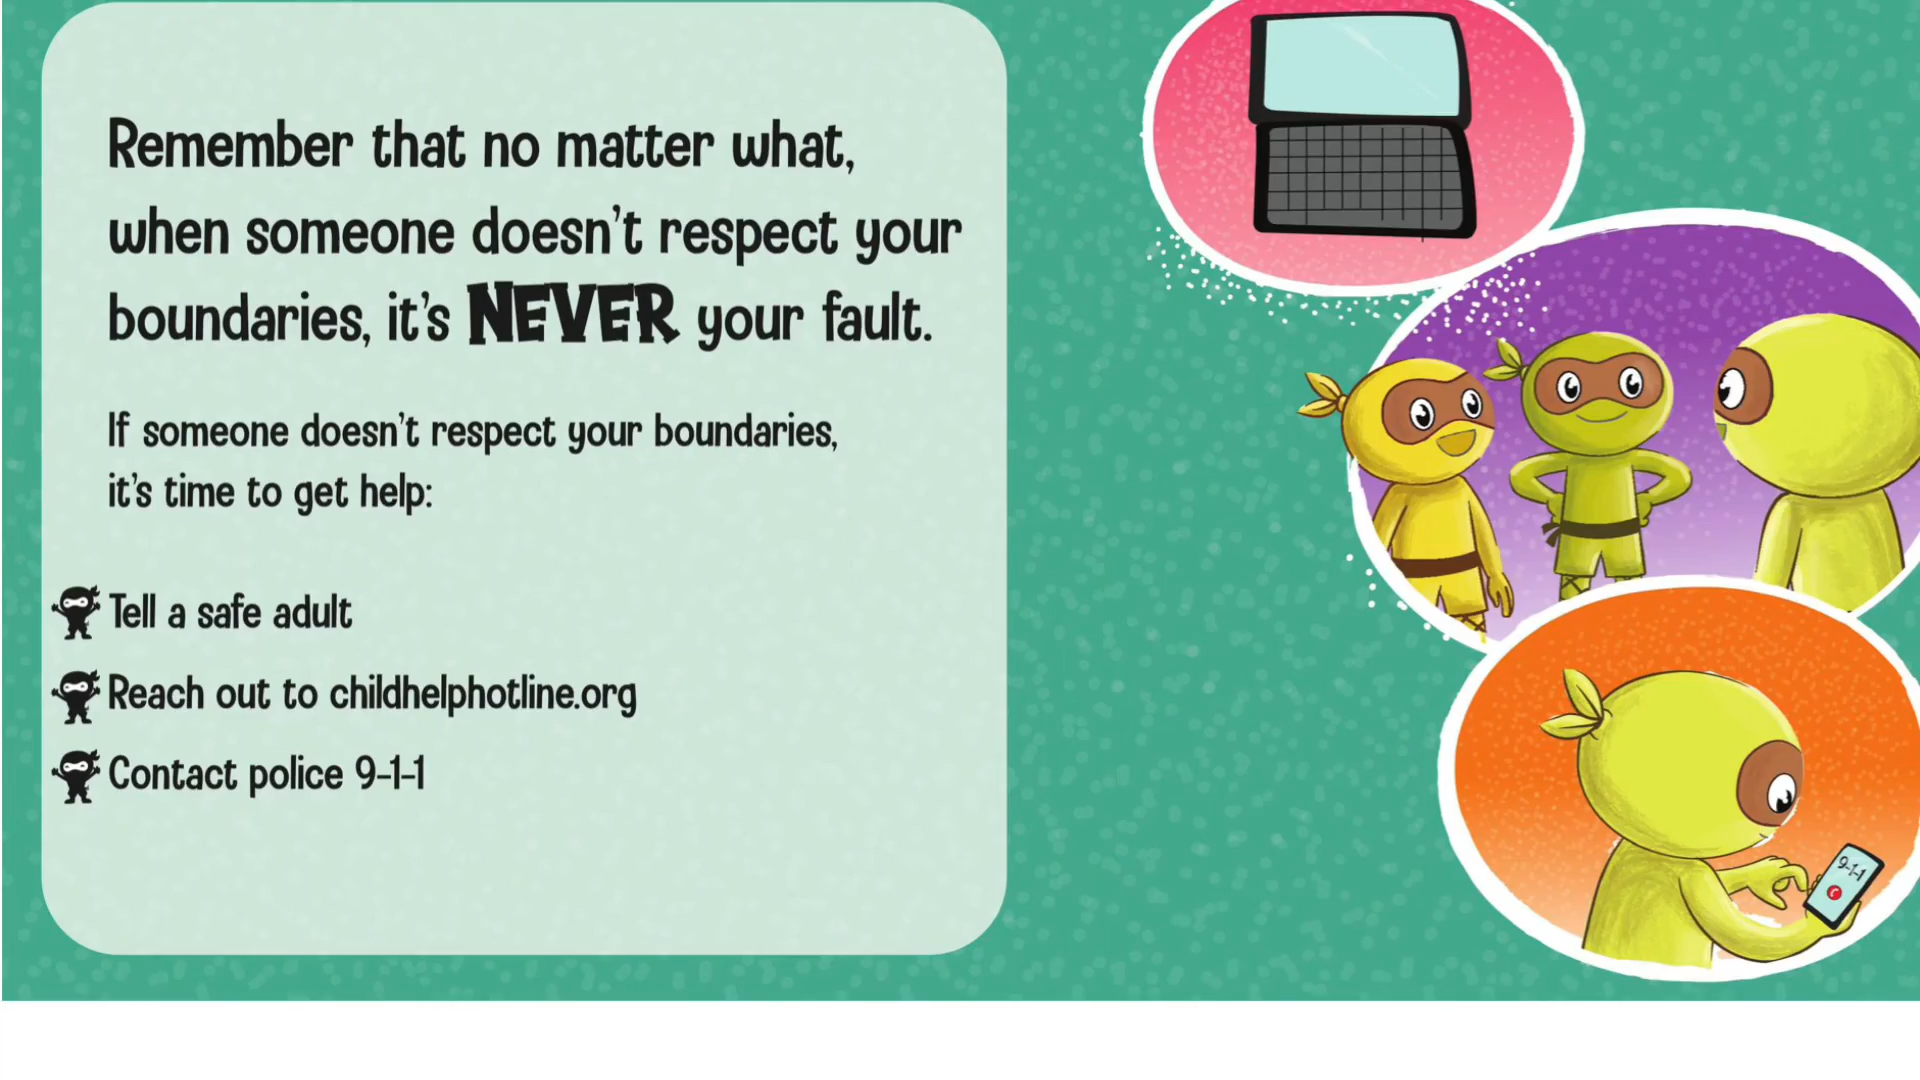 Remember that no matter what,
when someone doesn't respect your
boundaries, it's NEVER your fault.
If someone doesn't respect your boundaries,
it's time to get help:
Tell a safe adult
Reach out to childhelphotline.org
Contact police 9-1-1
9-1-1